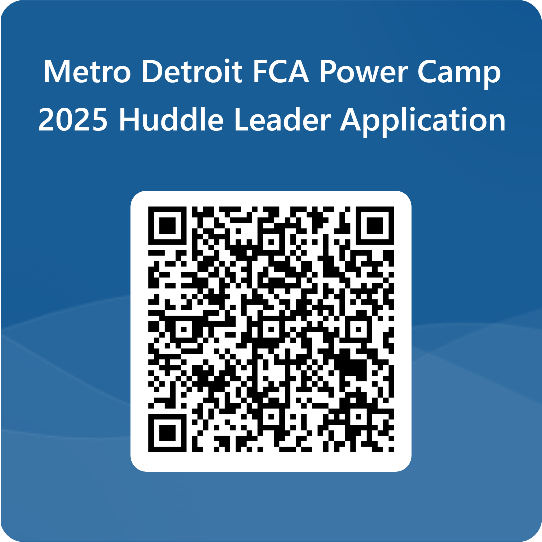 Metro Detroit FCA Power Camp
2025 Huddle Leader Application